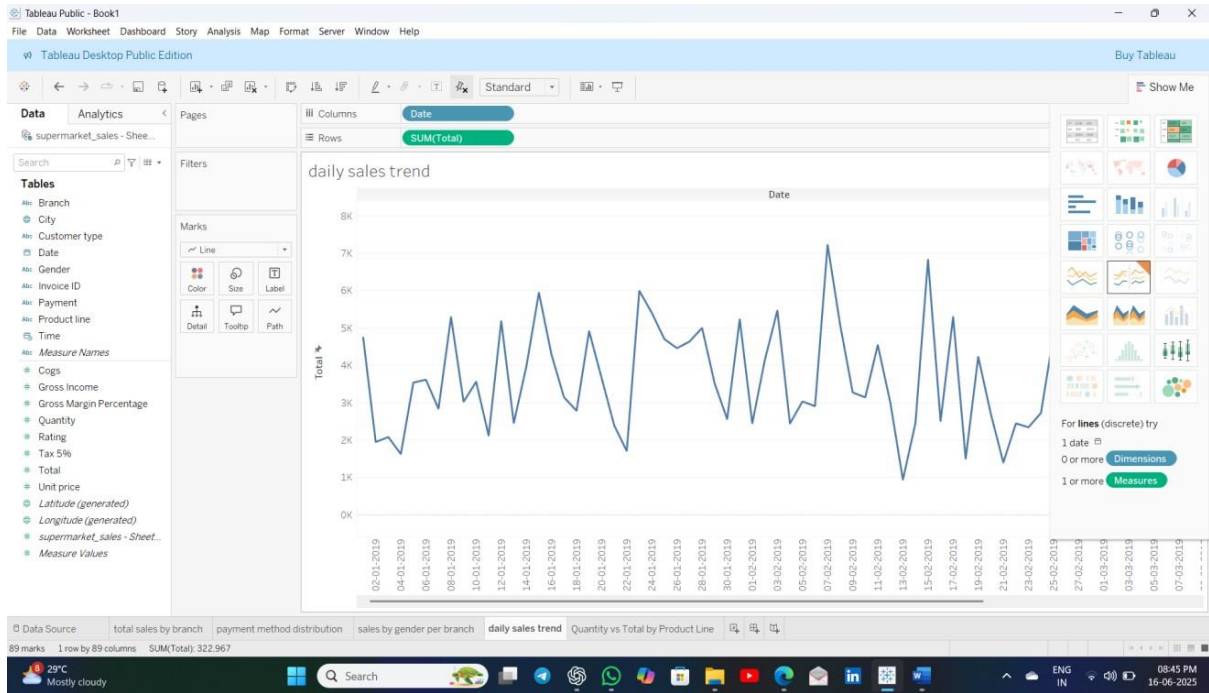 Tableau Public - Book1
File Data Worksheet Dashboard Story Analysis Map Format Server Window Help
Tableau Desktop Public Edition
Buy Tableau
Standard
Show Me
Data Analytics
supermarket_sales - Shee...
Search
Tables
Abc Branch
City
Abc Customer type
Date
Abc Gender
Abc Invoice ID
Abc Payment
Abc Product line
Time
Abc Measure Names
# Cogs
# Gross Income
# Gross Margin Percentage
# Quantity
# Rating
# Tax 5%
# Total
# Unit price
Latitude (generated)
Longitude (generated)
# supermarket_sales - Sheet...
# Measure Values
Pages
Filters
Marks
Line
Color Size Label
Detail Tooltip Path
Columns Date
Rows SUM(Total)
daily sales trend
Date
8K
7K
6K
5K
4K
3K
2K
1K
0K
Total
02-01-2019
04-01-2019
06-01-2019
08-01-2019
10-01-2019
12-01-2019
14-01-2019
16-01-2019
18-01-2019
20-01-2019
22-01-2019
24-01-2019
26-01-2019
28-01-2019
30-01-2019
01-02-2019
03-02-2019
05-02-2019
07-02-2019
09-02-2019
11-02-2019
13-02-2019
15-02-2019
17-02-2019
19-02-2019
21-02-2019
23-02-2019
25-02-2019
27-02-2019
01-03-2019
03-03-2019
05-03-2019
07-03-2019
For lines (discrete) try
1 date
0 or more Dimensions
1 or more Measures
Data Source total sales by branch payment method distribution sales by gender per branch daily sales trend Quantity vs Total by Product Line
89 marks 1 row by 89 columns SUM(Total): 322,967
8
29°C
Mostly cloudy
Search
in
ENG
IN
08:45 PM
16-06-2025